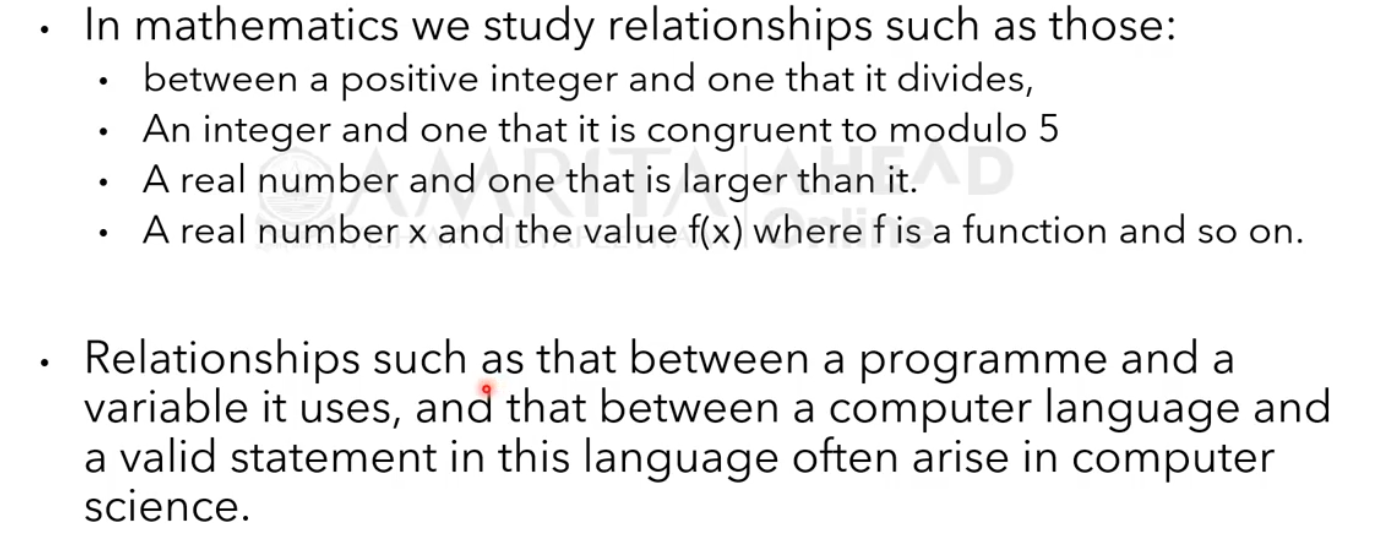 • In mathematics we study relationships such as those:
• between a positive integer and one that it divides,
• An integer and one that it is congruent to modulo 5
• A real number and one that is larger than it.
• A real number x and the value f(x) where f is a function and so on.
AMRITA AHEAD
Online
• Relationships such as that between a programme and a
variable it uses, and that between a computer language and
a valid statement in this language often arise in computer
science.